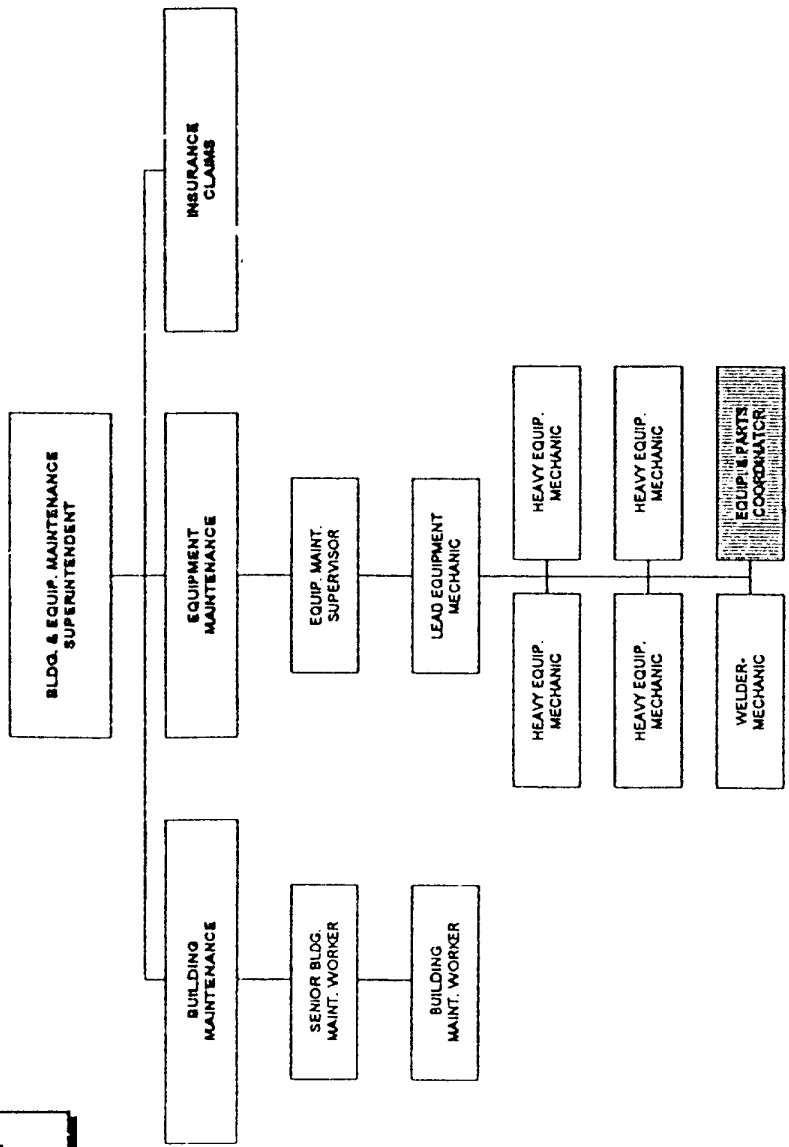 BLDG. & EQUIP. MAINTENANCE
SUPERINTENDENT
BUILDING
MAINTENANCE
EQUIPMENT
MAINTENANCE
INSURANCE
CLAIMS
SENIOR BLDG.
MAINT. WORKER
EQUIP. MAINT.
SUPERVISOR
BUILDING
MAINT. WORKER
LEAD EQUIPMENT
MECHANIC
HEAVY EQUIP.
MECHANIC
HEAVY EQUIP.
MECHANIC
HEAVY EQUIP.
MECHANIC
HEAVY EQUIP.
MECHANIC
WELDER-
MECHANIC
EQUIP. & PARTS
COORDINATOR